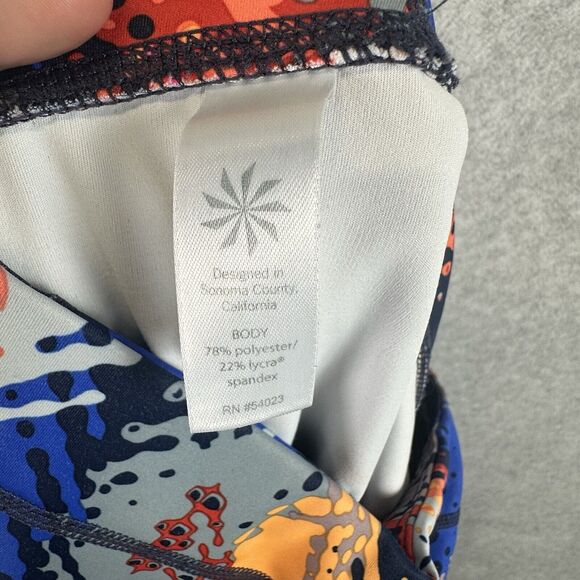 Designed in
Sonoma County,
California
BODY
78% polyester/
22% lycra®
spandex
RN #54023